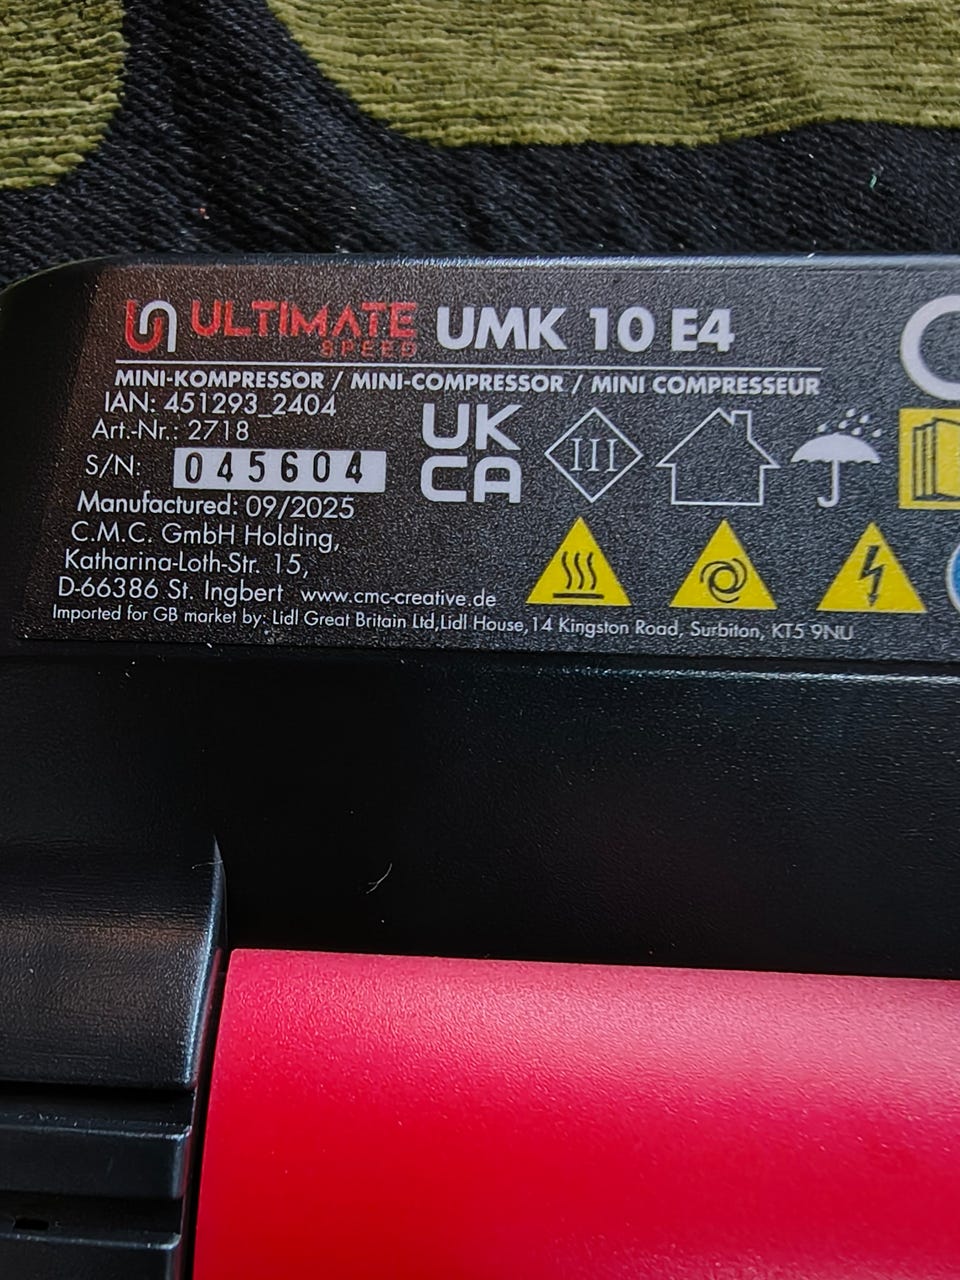 ULTIMATE SPEED UMK 10 E4
MINI-KOMPRESSOR / MINI-COMPRESSOR / MINI COMPRESSEUR
IAN: 451293_2404
Art.-Nr.: 2718
S/N: 045604
UK
CA
III
Manufactured: 09/2025
C.M.C. GmbH Holding,
Katharina-Loth-Str. 15,
D-66386 St. Ingbert www.cmc-creative.de
Imported for GB market by: Lidl Great Britain Ltd,Lidl House,14 Kingston Road, Surbiton, KT5 9NU